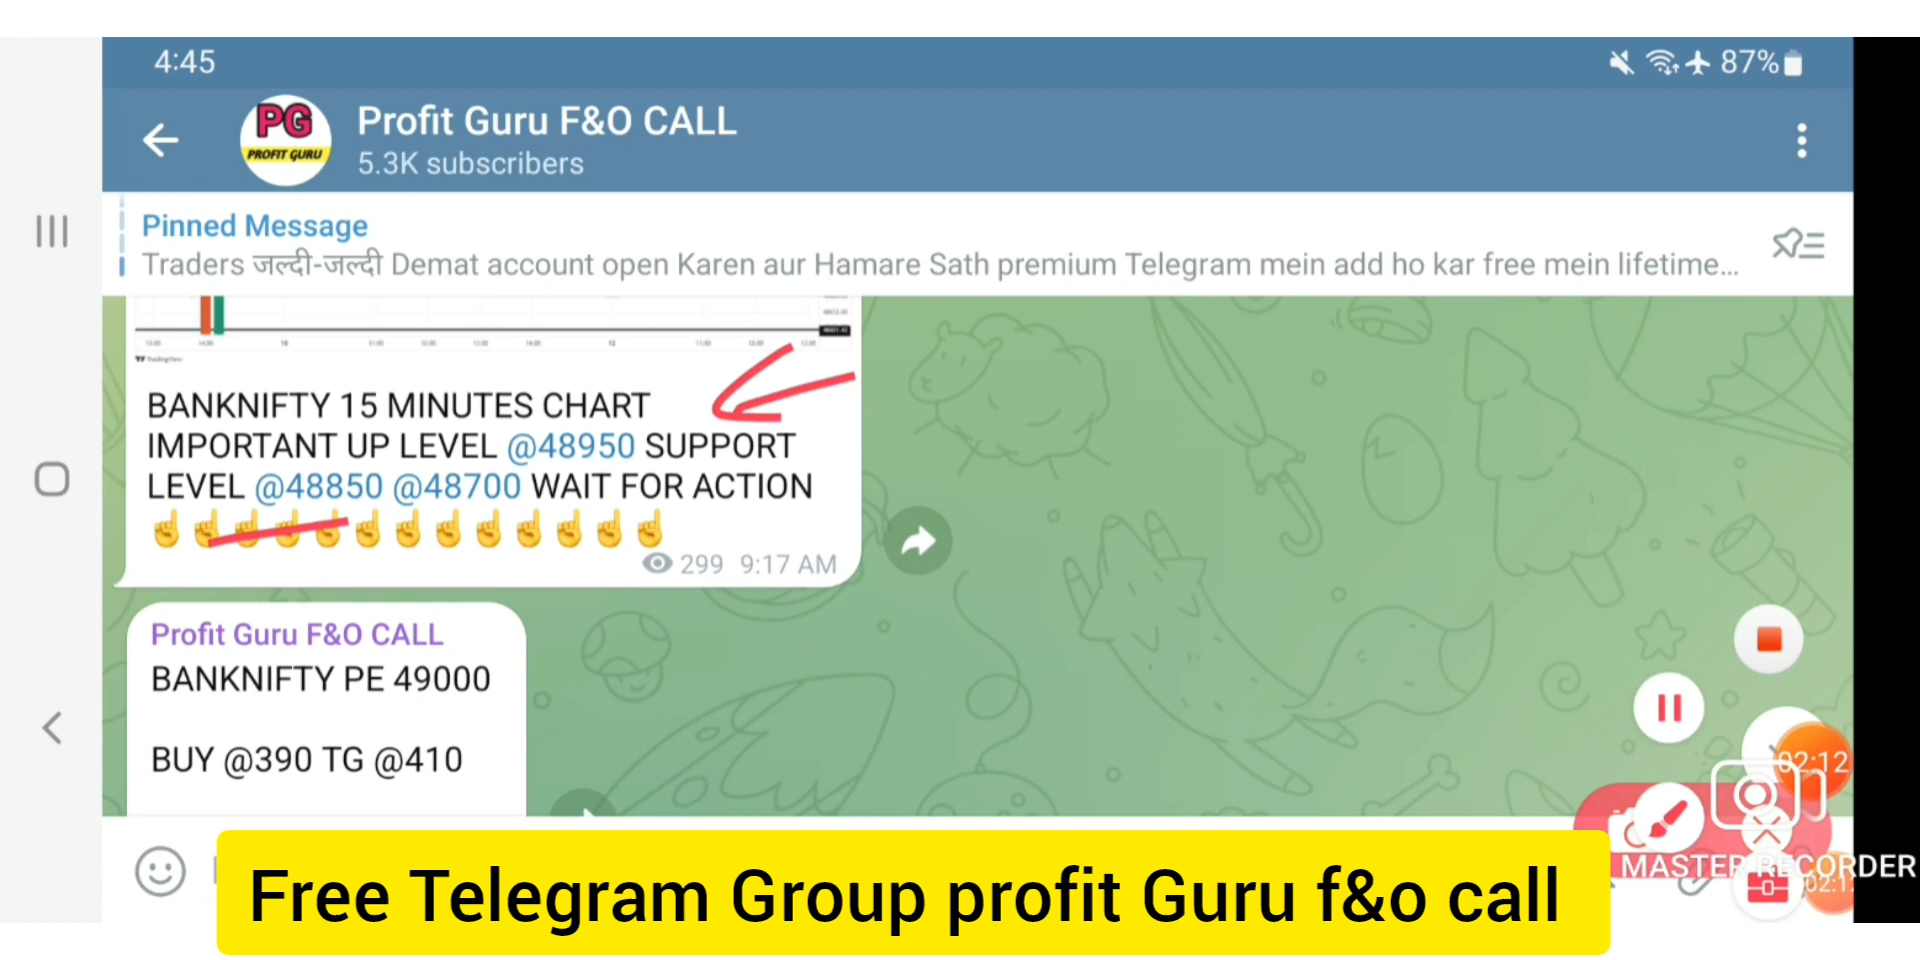 4:45
87%
PG
PROFIT GURU
Profit Guru F&O CALL
5.3K subscribers
Pinned Message
Traders जल्दी-जल्दी Demat account open Karen aur Hamare Sath premium Telegram mein add ho kar free mein lifetime...
TradingView
BANKNIFTY 15 MINUTES CHART
IMPORTANT UP LEVEL @48950 SUPPORT
LEVEL @48850 @48700 WAIT FOR ACTION
☝☝☝☝☝☝☝☝☝☝☝☝☝
299 9:17 AM
Profit Guru F&O CALL
BANKNIFTY PE 49000
BUY @390 TG @410
02:12
MASTER RECORDER
Free Telegram Group profit Guru f&o call